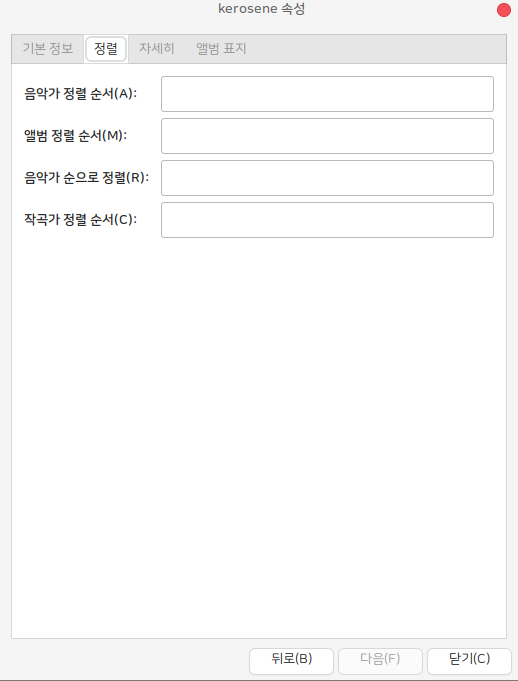 kerosene 속성
기본 정보 정렬 자세히 앨범 표지
음악가 정렬 순서(A):
앨범 정렬 순서(M):
음악가 순으로 정렬(R):
작곡가 정렬 순서(C):
뒤로(B) 다음(F) 닫기(C)